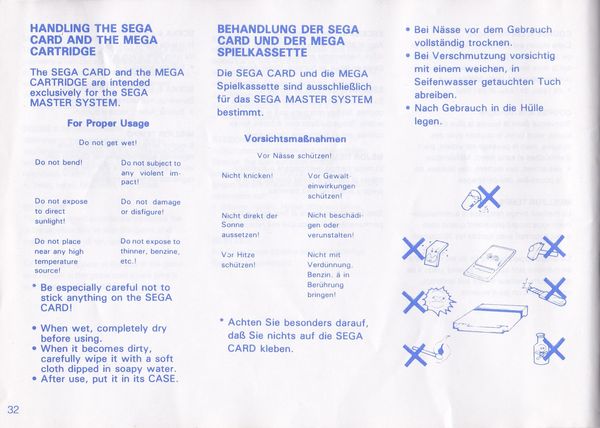 HANDLING THE SEGA
CARD AND THE MEGA
CARTRIDGE
The SEGA CARD and the MEGA
CARTRIDGE are intended
exclusively for the SEGA
MASTER SYSTEM.
For Proper Usage
Do not get wet!
Do not bend!
Do not subject to
any violent im-
pact!
Do not expose
to direct
sunlight!
Do not damage
or disfigure!
Do not place
near any high
temperature
source!
Do not expose to
thinner, benzine,
etc.!
* Be especially careful not to
stick anything on the SEGA
CARD!
• When wet, completely dry
before using.
• When it becomes dirty,
carefully wipe it with a soft
cloth dipped in soapy water.
• After use, put it in its CASE.
32
BEHANDLUNG DER SEGA
CARD UND DER MEGA
SPIELKASSETTE
Die SEGA CARD und die MEGA
Spielkassette sind ausschließlich
für das SEGA MASTER SYSTEM
bestimmt.
Vorsichtsmaßnahmen
Vor Nässe schützen!
Nicht knicken!
Vor Gewalt-
einwirkungen
schützen!
Nicht direkt der
Sonne
aussetzen!
Nicht beschädi-
gen oder
verunstalten!
Vor Hitze
schützen!
Nicht mit
Verdünnung,
Benzin. ä in
Berührung
bringen!
* Achten Sie besonders darauf,
daß Sie nichts auf die SEGA
CARD kleben.
• Bei Nässe vor dem Gebrauch
vollständig trocknen.
• Bei Verschmutzung vorsichtig
mit einem weichen, in
Seifenwasser getauchten Tuch
abreiben.
• Nach Gebrauch in die Hülle
legen.